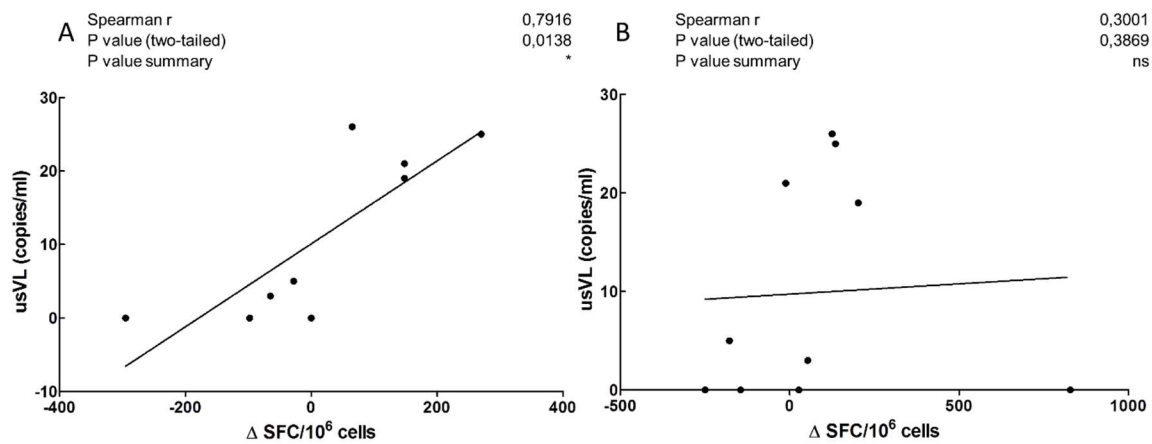 A
Spearman r 0,7916
P value (two-tailed) 0,0138
P value summary *
usVL (copies/ml)
30
20
10
0
-10
-400 -200 0 200 400
Δ SFC/10⁶ cells
B
Spearman r 0,3001
P value (two-tailed) 0,3869
P value summary ns
usVL (copies/ml)
30
20
10
0
-500 0 500 1000
Δ SFC/10⁶ cells